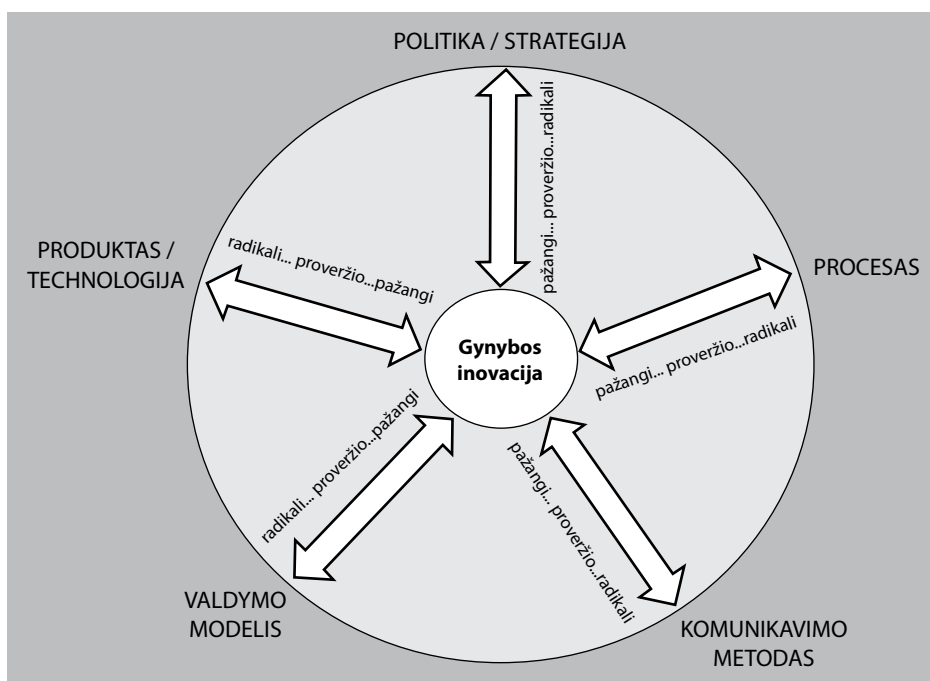 POLITIKA / STRATEGIJA
pažangi... proveržio...radikali
PRODUKTAS /
TECHNOLOGIJA
radikali... proveržio...pažangi
PROCESAS
pažangi... proveržio...radikali
Gynybos
inovacija
radikali... proveržio...pažangi
pažangi... proveržio...radikali
VALDYMO
MODELIS
KOMUNIKAVIMO
METODAS